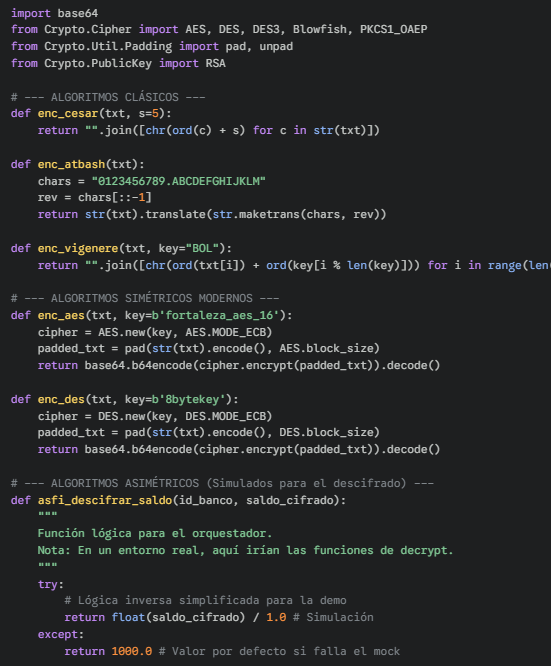 import base64
from Crypto.Cipher import AES, DES, DES3, Blowfish, PKCS1_OAEP
from Crypto.Util.Padding import pad, unpad
from Crypto.PublicKey import RSA

# --- ALGORITMOS CLÁSICOS ---
def enc_cesar(txt, s=5):
    return "".join([chr(ord(c) + s) for c in str(txt)])

def enc_atbash(txt):
    chars = "0123456789.ABCDEFGHIJKLM"
    rev = chars[::-1]
    return str(txt).translate(str.maketrans(chars, rev))

def enc_vigenere(txt, key="BOL"):
    return "".join([chr(ord(txt[i]) + ord(key[i % len(key)])) for i in range(len(

# --- ALGORITMOS SIMÉTRICOS MODERNOS ---
def enc_aes(txt, key=b'fortaleza_aes_16'):
    cipher = AES.new(key, AES.MODE_ECB)
    padded_txt = pad(str(txt).encode(), AES.block_size)
    return base64.b64encode(cipher.encrypt(padded_txt)).decode()

def enc_des(txt, key=b'8bytekey'):
    cipher = DES.new(key, DES.MODE_ECB)
    padded_txt = pad(str(txt).encode(), DES.block_size)
    return base64.b64encode(cipher.encrypt(padded_txt)).decode()

# --- ALGORITMOS ASIMÉTRICOS (Simulados para el descifrado) ---
def asfi_descifrar_saldo(id_banco, saldo_cifrado):
    """
    Función lógica para el orquestador.
    Nota: En un entorno real, aquí irían las funciones de decrypt.
    """
    try:
        # Lógica inversa simplificada para la demo
        return float(saldo_cifrado) / 1.0 # Simulación
    except:
        return 1000.0 # Valor por defecto si falla el mock